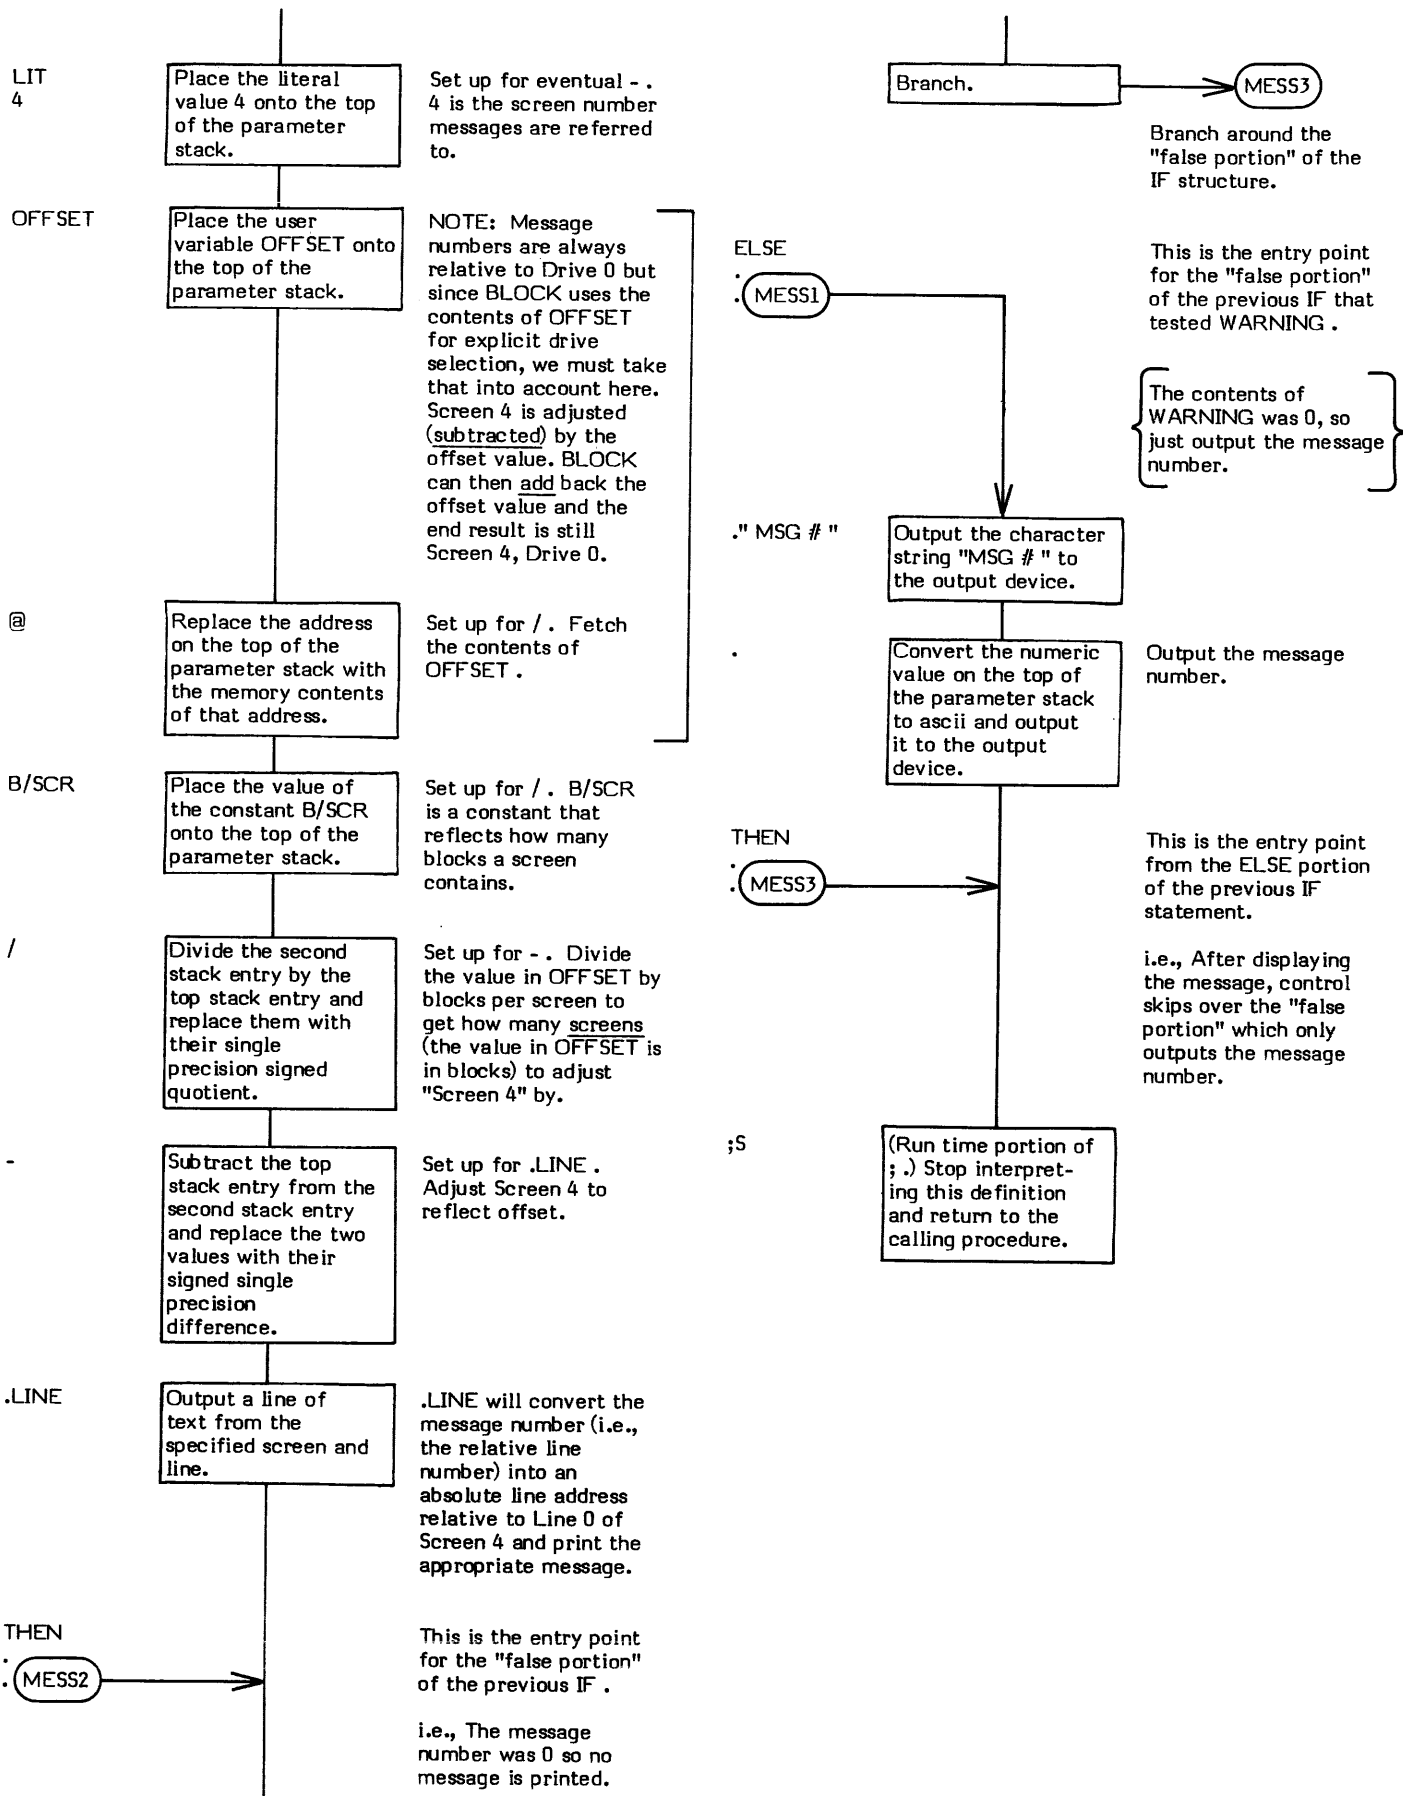 LIT
4
Place the literal
value 4 onto the top
of the parameter
stack.
Set up for eventual - .
4 is the screen number
messages are referred
to.
OFFSET
Place the user
variable OFFSET onto
the top of the
parameter stack.
NOTE: Message
numbers are always
relative to Drive 0 but
since BLOCK uses the
contents of OFFSET
for explicit drive
selection, we must take
that into account here.
Screen 4 is adjusted
(subtracted) by the
offset value. BLOCK
can then add back the
offset value and the
end result is still
Screen 4, Drive 0.
@
Replace the address
on the top of the
parameter stack with
the memory contents
of that address.
Set up for / . Fetch
the contents of
OFFSET .
B/SCR
Place the value of
the constant B/SCR
onto the top of the
parameter stack.
Set up for / . B/SCR
is a constant that
reflects how many
blocks a screen
contains.
/
Divide the second
stack entry by the
top stack entry and
replace them with
their single
precision signed
quotient.
Set up for - . Divide
the value in OFFSET by
blocks per screen to
get how many screens
(the value in OFFSET is
in blocks) to adjust
"Screen 4" by.
-
Subtract the top
stack entry from the
second stack entry
and replace the two
values with their
signed single
precision
difference.
Set up for .LINE .
Adjust Screen 4 to
reflect offset.
.LINE
Output a line of
text from the
specified screen and
line.
.LINE will convert the
message number (i.e.,
the relative line
number) into an
absolute line address
relative to Line 0 of
Screen 4 and print the
appropriate message.
THEN
: MESS2
This is the entry point
for the "false portion"
of the previous IF .
i.e., The message
number was 0 so no
message is printed.
Branch.
MESS3
Branch around the
"false portion" of the
IF structure.
ELSE
: MESS1
This is the entry point
for the "false portion"
of the previous IF that
tested WARNING .
The contents of
WARNING was 0, so
just output the message
number.
." MSG # "
Output the character
string "MSG # " to
the output device.
.
Convert the numeric
value on the top of
the parameter stack
to ascii and output
it to the output
device.
Output the message
number.
THEN
: MESS3
This is the entry point
from the ELSE portion
of the previous IF
statement.
i.e., After displaying
the message, control
skips over the "false
portion" which only
outputs the message
number.
;S
(Run time portion of
; .) Stop interpret-
ing this definition
and return to the
calling procedure.